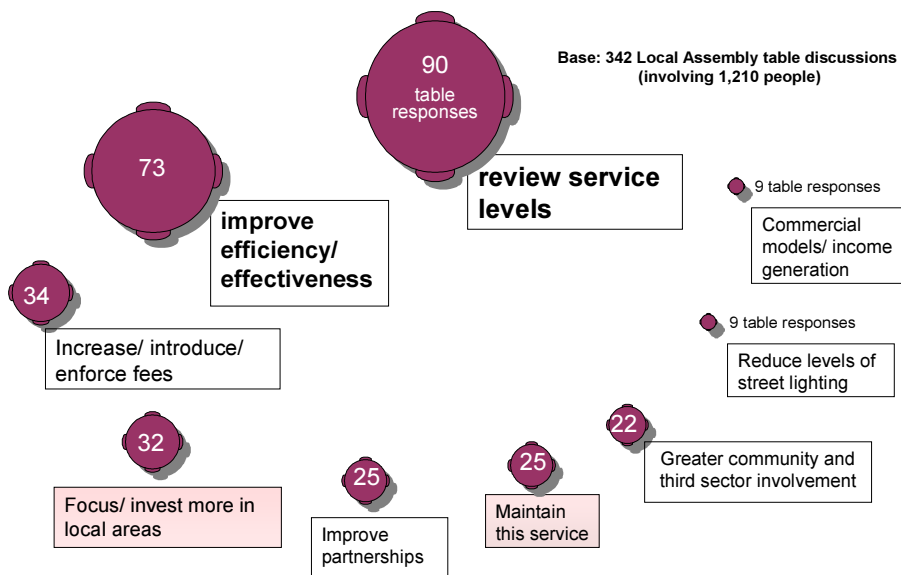 90
table
responses
Base: 342 Local Assembly table discussions
(involving 1,210 people)
73
review service
levels
9 table responses
Commercial
models/ income
generation
improve
efficiency/
effectiveness
34
Increase/ introduce/
enforce fees
9 table responses
Reduce levels of
street lighting
32
Focus/ invest more in
local areas
25
Improve
partnerships
25
Maintain
this service
22
Greater community and
third sector involvement